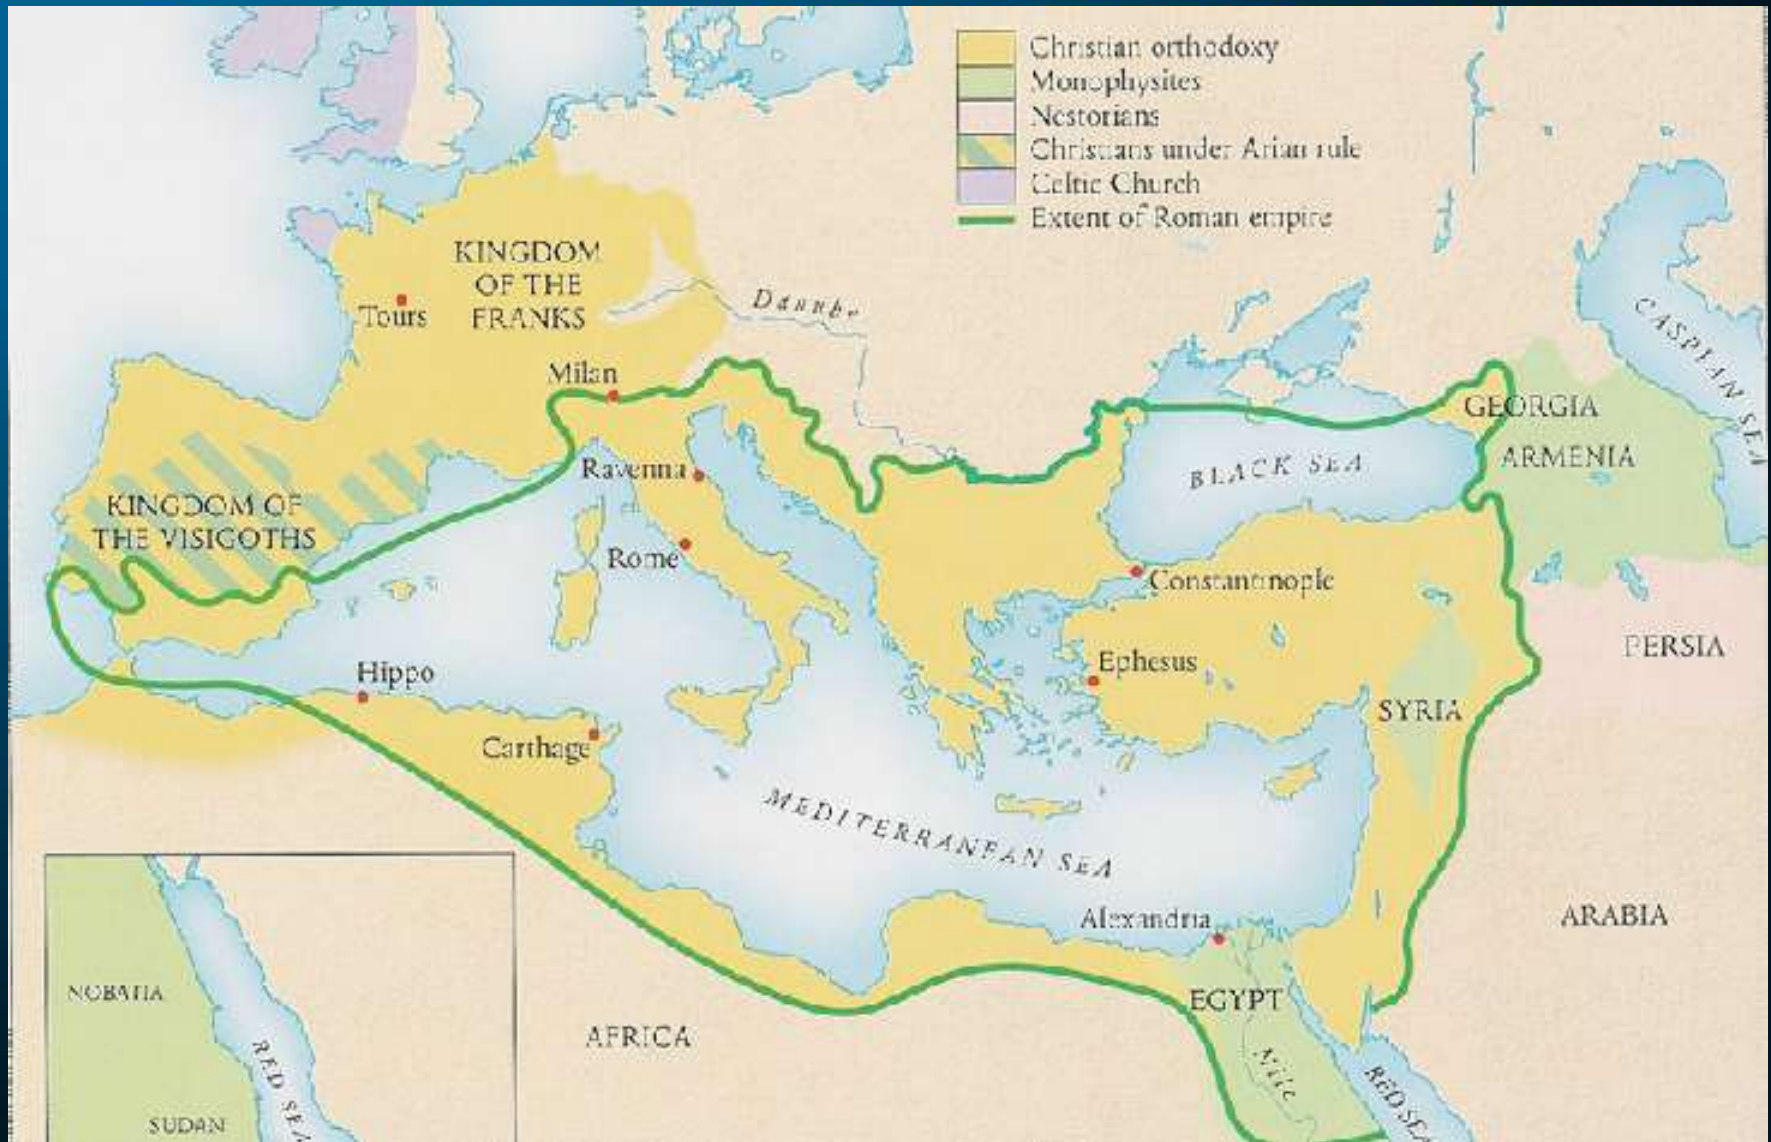 Christian orthodoxy
Monophysites
Nestorians
Christians under Arian rule
Celtic Church
Extent of Roman empire
KINGDOM
OF THE
FRANKS
Tours
Danube
CASPIAN SEA
Milan
GEORGIA
ARMENIA
BLACK SEA
Ravenna
KINGDOM OF
THE VISIGOTHS
Rome
Constantinople
PERSIA
Hippo
Ephesus
SYRIA
Carthage
MEDITERRANEAN SEA
Alexandria
ARABIA
NOBATIA
EGYPT
AFRICA
RED SEA
Nile
RED SEA
SUDAN